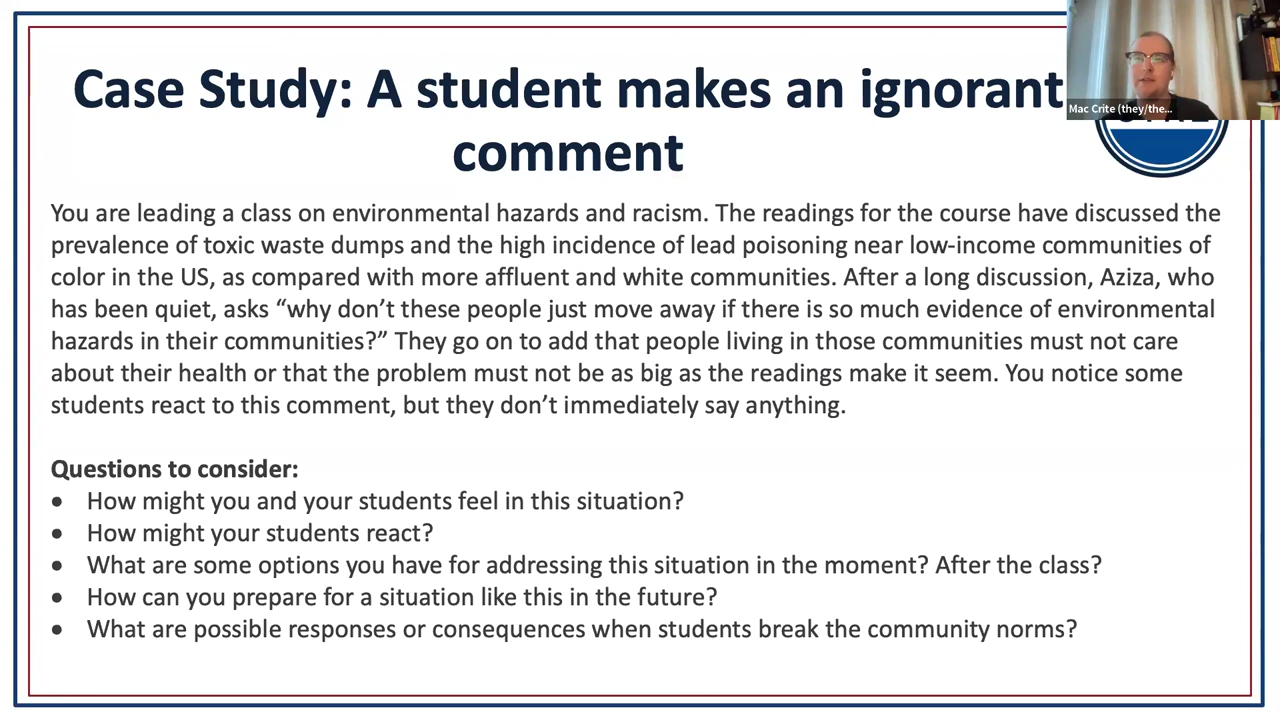 Case Study: A student makes an ignorant
comment
Mac Crite (they/the...
You are leading a class on environmental hazards and racism. The readings for the course have discussed the
prevalence of toxic waste dumps and the high incidence of lead poisoning near low-income communities of
color in the US, as compared with more affluent and white communities. After a long discussion, Aziza, who
has been quiet, asks “why don’t these people just move away if there is so much evidence of environmental
hazards in their communities?” They go on to add that people living in those communities must not care
about their health or that the problem must not be as big as the readings make it seem. You notice some
students react to this comment, but they don’t immediately say anything.
Questions to consider:
• How might you and your students feel in this situation?
• How might your students react?
• What are some options you have for addressing this situation in the moment? After the class?
• How can you prepare for a situation like this in the future?
• What are possible responses or consequences when students break the community norms?